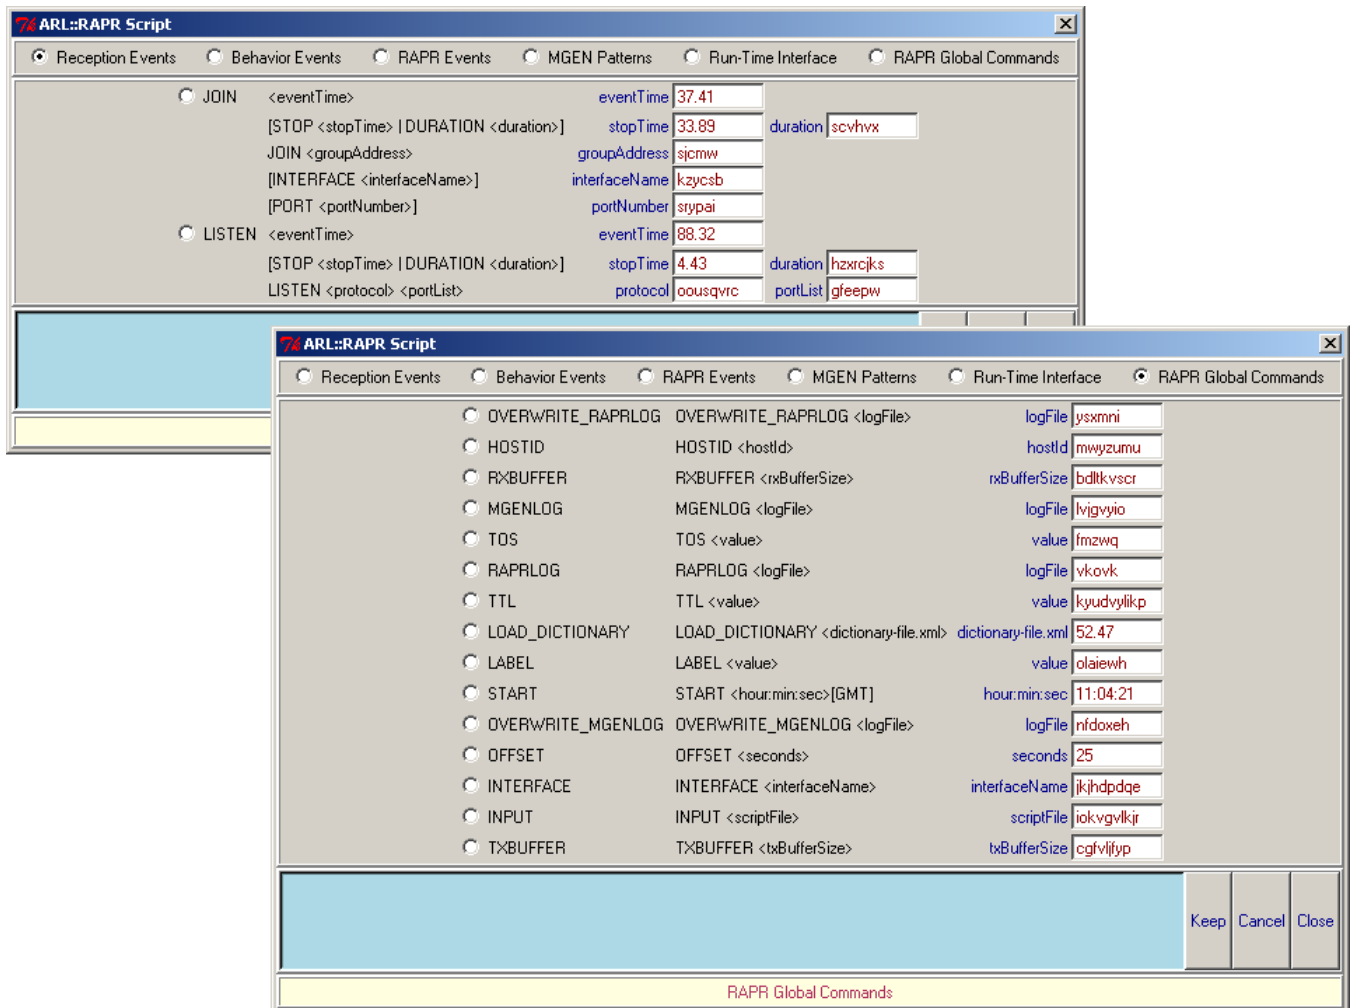 ARL::RAPR Script
Reception Events Behavior Events RAPR Events MGEN Patterns Run-Time Interface RAPR Global Commands
JOIN <eventTime> eventTime 37.41
[STOP <stopTime> | DURATION <duration>] stopTime 33.89 duration scvhvx
JOIN <groupAddress> groupAddress sjcmw
[INTERFACE <interfaceName>] interfaceName kzycsb
[PORT <portNumber>] portNumber srypai
LISTEN <eventTime> eventTime 88.32
[STOP <stopTime> | DURATION <duration>] stopTime 4.43 duration hzxrcjks
LISTEN <protocol> <portList> protocol oousqvrc portList gfeepw
ARL::RAPR Script
Reception Events Behavior Events RAPR Events MGEN Patterns Run-Time Interface RAPR Global Commands
OVERWRITE_RAPRLOG OVERWRITE_RAPRLOG <logFile> logFile ysxmni
HOSTID HOSTID <hostId> hostId mwyzumu
RXBUFFER RXBUFFER <rxBufferSize> rxBufferSize bdltkvscr
MGENLOG MGENLOG <logFile> logFile lvjgvyio
TOS TOS <value> value fmzwq
RAPRLOG RAPRLOG <logFile> logFile vkovk
TTL TTL <value> value kyudvylikp
LOAD_DICTIONARY LOAD_DICTIONARY <dictionary-file.xml> dictionary-file.xml 52.47
LABEL LABEL <value> value olaiewh
START START <hour:min:sec>[GMT] hour:min:sec 11:04:21
OVERWRITE_MGENLOG OVERWRITE_MGENLOG <logFile> logFile nfdoxeh
OFFSET OFFSET <seconds> seconds 25
INTERFACE INTERFACE <interfaceName> interfaceName jkjhdpdqe
INPUT INPUT <scriptFile> scriptFile iokvgvlkjr
TXBUFFER TXBUFFER <txBufferSize> txBufferSize cgfvljfyp
Keep Cancel Close
RAPR Global Commands